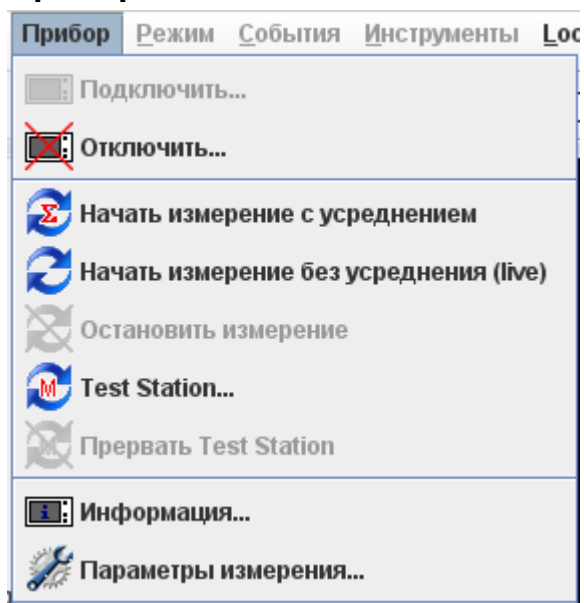 Прибор Режим События Инструменты Loc
Подключить...
Отключить...
Начать измерение с усреднением
Начать измерение без усреднения (live)
Остановить измерение
Test Station...
Прервать Test Station
Информация...
Параметры измерения...